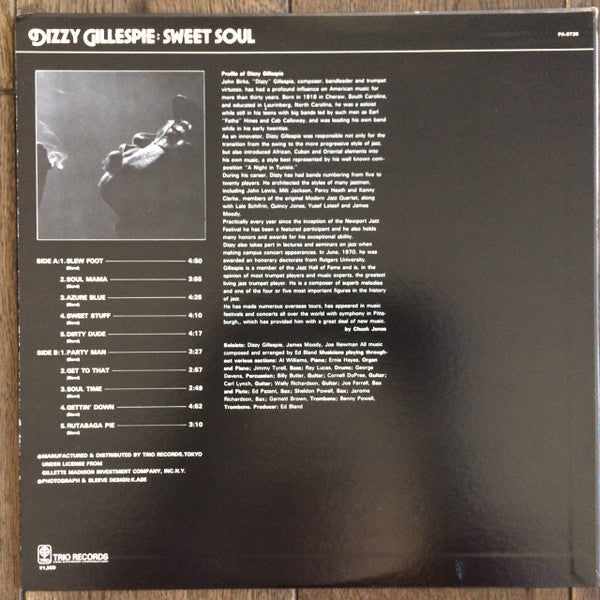 DIZZY GILLESPIE: SWEET SOUL
PA-9735
Profile of Dizzy Gillespie
John Birks, "Dizzy" Gillespie, composer, bandleader and trumpet
virtuoso, has had a profound influence on American music for
more than thirty years. Born in 1918 in Cheraw, South Carolina,
and educated in Laurinberg, North Carolina, he was a soloist
while still in his teens with big bands led by such man as Earl
"Fatha" Hines and Cab Calloway, and was leading his own band
while in his early twenties.
As an innovator, Dizzy Gillespie was responsible not only for the
transition from the swing to the more progressive style of jazz,
but also introduced African, Cuban and Oriental elements into
his own music, a style best represented by his well known compo-
sition "A Night in Tunisia."
During his career, Dizzy has had bands numbering from five to
twenty players. He architected the styles of many jazzmen,
including John Lewis, Milt Jackson, Percy Heath and Kenny
Clarke, members of the original Modern Jazz Quartet, along
with Lalo Schifrin, Quincy Jones, Yusef Leteef and James
Moody.
Practically every year since the inception of the Newport Jazz
Festival he has been a featured participant and he also holds
many honors and awards for his exceptional ability.
Dizzy also takes part in lectures and seminars on jazz when
making campus concert appearances. In June, 1970, he was
awarded an honorary doctorate from Rutgers University.
Gillespie is a member of the Jazz Hall of Fame and is, in the
opinion of most trumpet players and music experts, the greatest
living jazz trumpet player. He is a composer of superb melodies
and one of the four or five most important figures in the history
of jazz.
He has made numerous overseas tours, has appeared in music
festivals and concerts all over the world with symphony in Pitts-
burgh,, which has provided him with a great deal of new music.
by Chuck Jones
Soloists: Dizzy Gillespie, James Moody, Joe Newman All music
composed and arranged by Ed Bland Musicians playing through-
out various sections: Al Williams, Piano; Ernie Hayes, Organ
and Piano; Jimmy Tyrell, Bass; Ray Lucas, Drums; George
Devens, Percussion; Billy Butler, Guitar; Cornell DuPree, Guitar;
Carl Lynch, Guitar; Wally Richardson, Guitar; Joe Farrell, Sax
and Flute; Ed Pazant, Sax; Sheldon Powell, Sax; Jerome
Richardson, Sax; Garnett Brown, Trombone; Benny Powell,
Trombone. Producer: Ed Bland
SIDE A:1. BLEW FOOT 4:50
(Bland)
2. SOUL MAMA 3:58
(Bland)
3. AZURE BLUE 4:25
(Bland)
4. SWEET STUFF 4:10
(Bland)
5. DIRTY DUDE 4:17
(Bland)
SIDE B:1. PARTY MAN 3:27
(Bland)
2. GET TO THAT 2:57
(Bland)
3. SOUL TIME 2:49
(Bland)
4. GETTIN' DOWN 4:52
(Bland)
5. RUTABAGA PIE 3:10
(Bland)
MANUFACTURED & DISTRIBUTED BY TRIO RECORDS, TOKYO
UNDER LICENSE FROM
GILLETTE MADISON INVESTMENT COMPANY, INC. N.Y.
PHOTOGRAPH & SLEEVE DESIGN: K.ABE
TRIO RECORDS
¥1,500